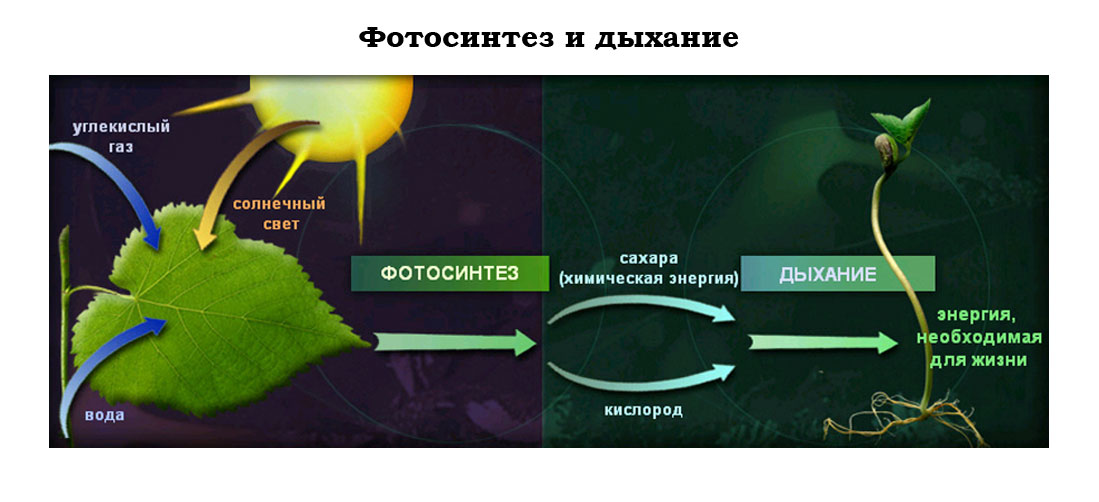 Фотосинтез и дыхание
углекислый
газ
солнечный
свет
ФОТОСИНТЕЗ
вода
сахара
(химическая энергия)
кислород
ДЫХАНИЕ
энергия,
необходимая
для жизни